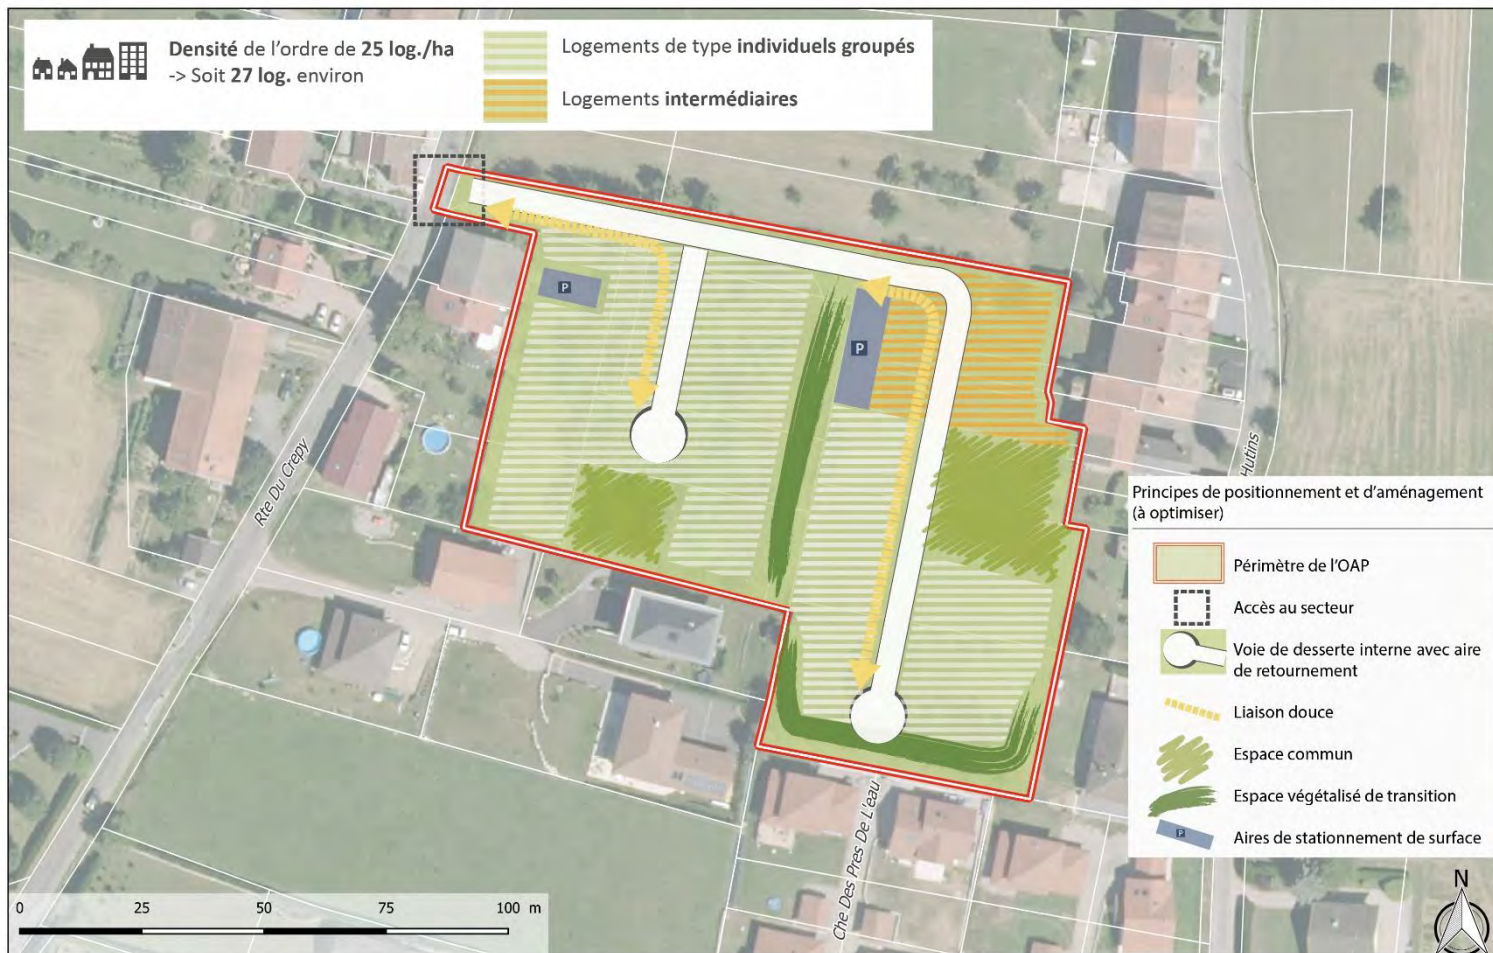 Densité de l'ordre de 25 log./ha
-> Soit 27 log. environ
Logements de type individuels groupés
Logements intermédiaires
P
P
Rte Du Crepy
Hutins
Che Des Pres De L'eau
Principes de positionnement et d'aménagement
(à optimiser)
Périmètre de l'OAP
Accès au secteur
Voie de desserte interne avec aire
de retournement
Liaison douce
Espace commun
Espace végétalisé de transition
P
Aires de stationnement de surface
0 25 50 75 100 m
N